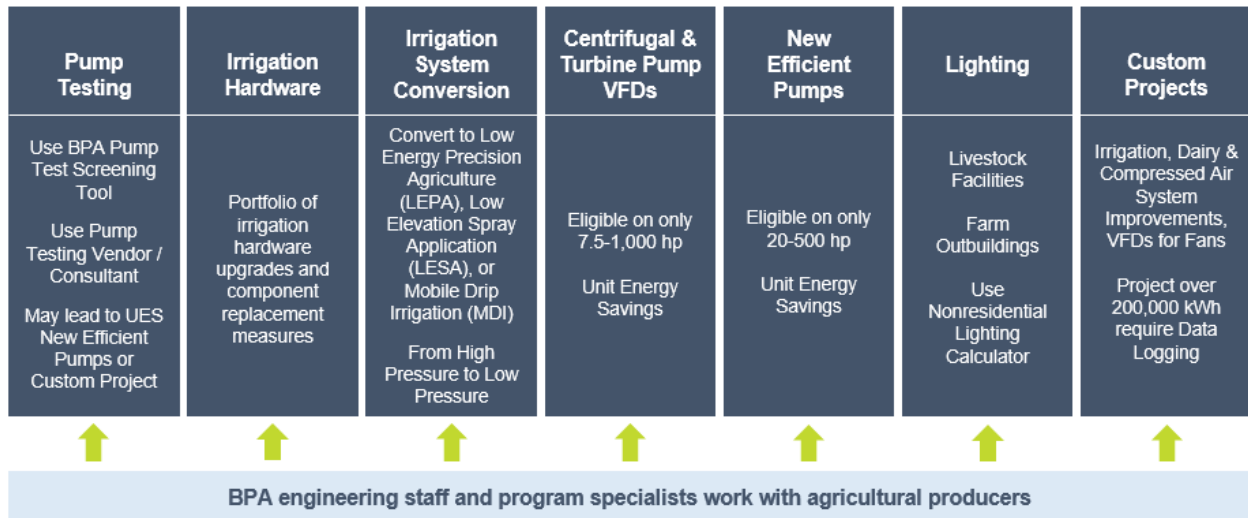 Pump
Testing
Irrigation
Hardware
Irrigation
System
Conversion
Centrifugal &
Turbine Pump
VFDs
New
Efficient
Pumps
Lighting
Custom
Projects
Use BPA Pump
Test Screening
Tool
Use Pump
Testing Vendor /
Consultant
May lead to UES
New Efficient
Pumps or
Custom Project
Portfolio of
irrigation
hardware
upgrades and
component
replacement
measures
Convert to Low
Energy Precision
Agriculture
(LEPA), Low
Elevation Spray
Application
(LESA), or
Mobile Drip
Irrigation (MDI)
From High
Pressure to Low
Pressure
Eligible on only
7.5-1,000 hp
Unit Energy
Savings
Eligible on only
20-500 hp
Unit Energy
Savings
Livestock
Facilities
Farm
Outbuildings
Use
Nonresidential
Lighting
Calculator
Irrigation, Dairy &
Compressed Air
System
Improvements,
VFDs for Fans
Project over
200,000 kWh
require Data
Logging
BPA engineering staff and program specialists work with agricultural producers